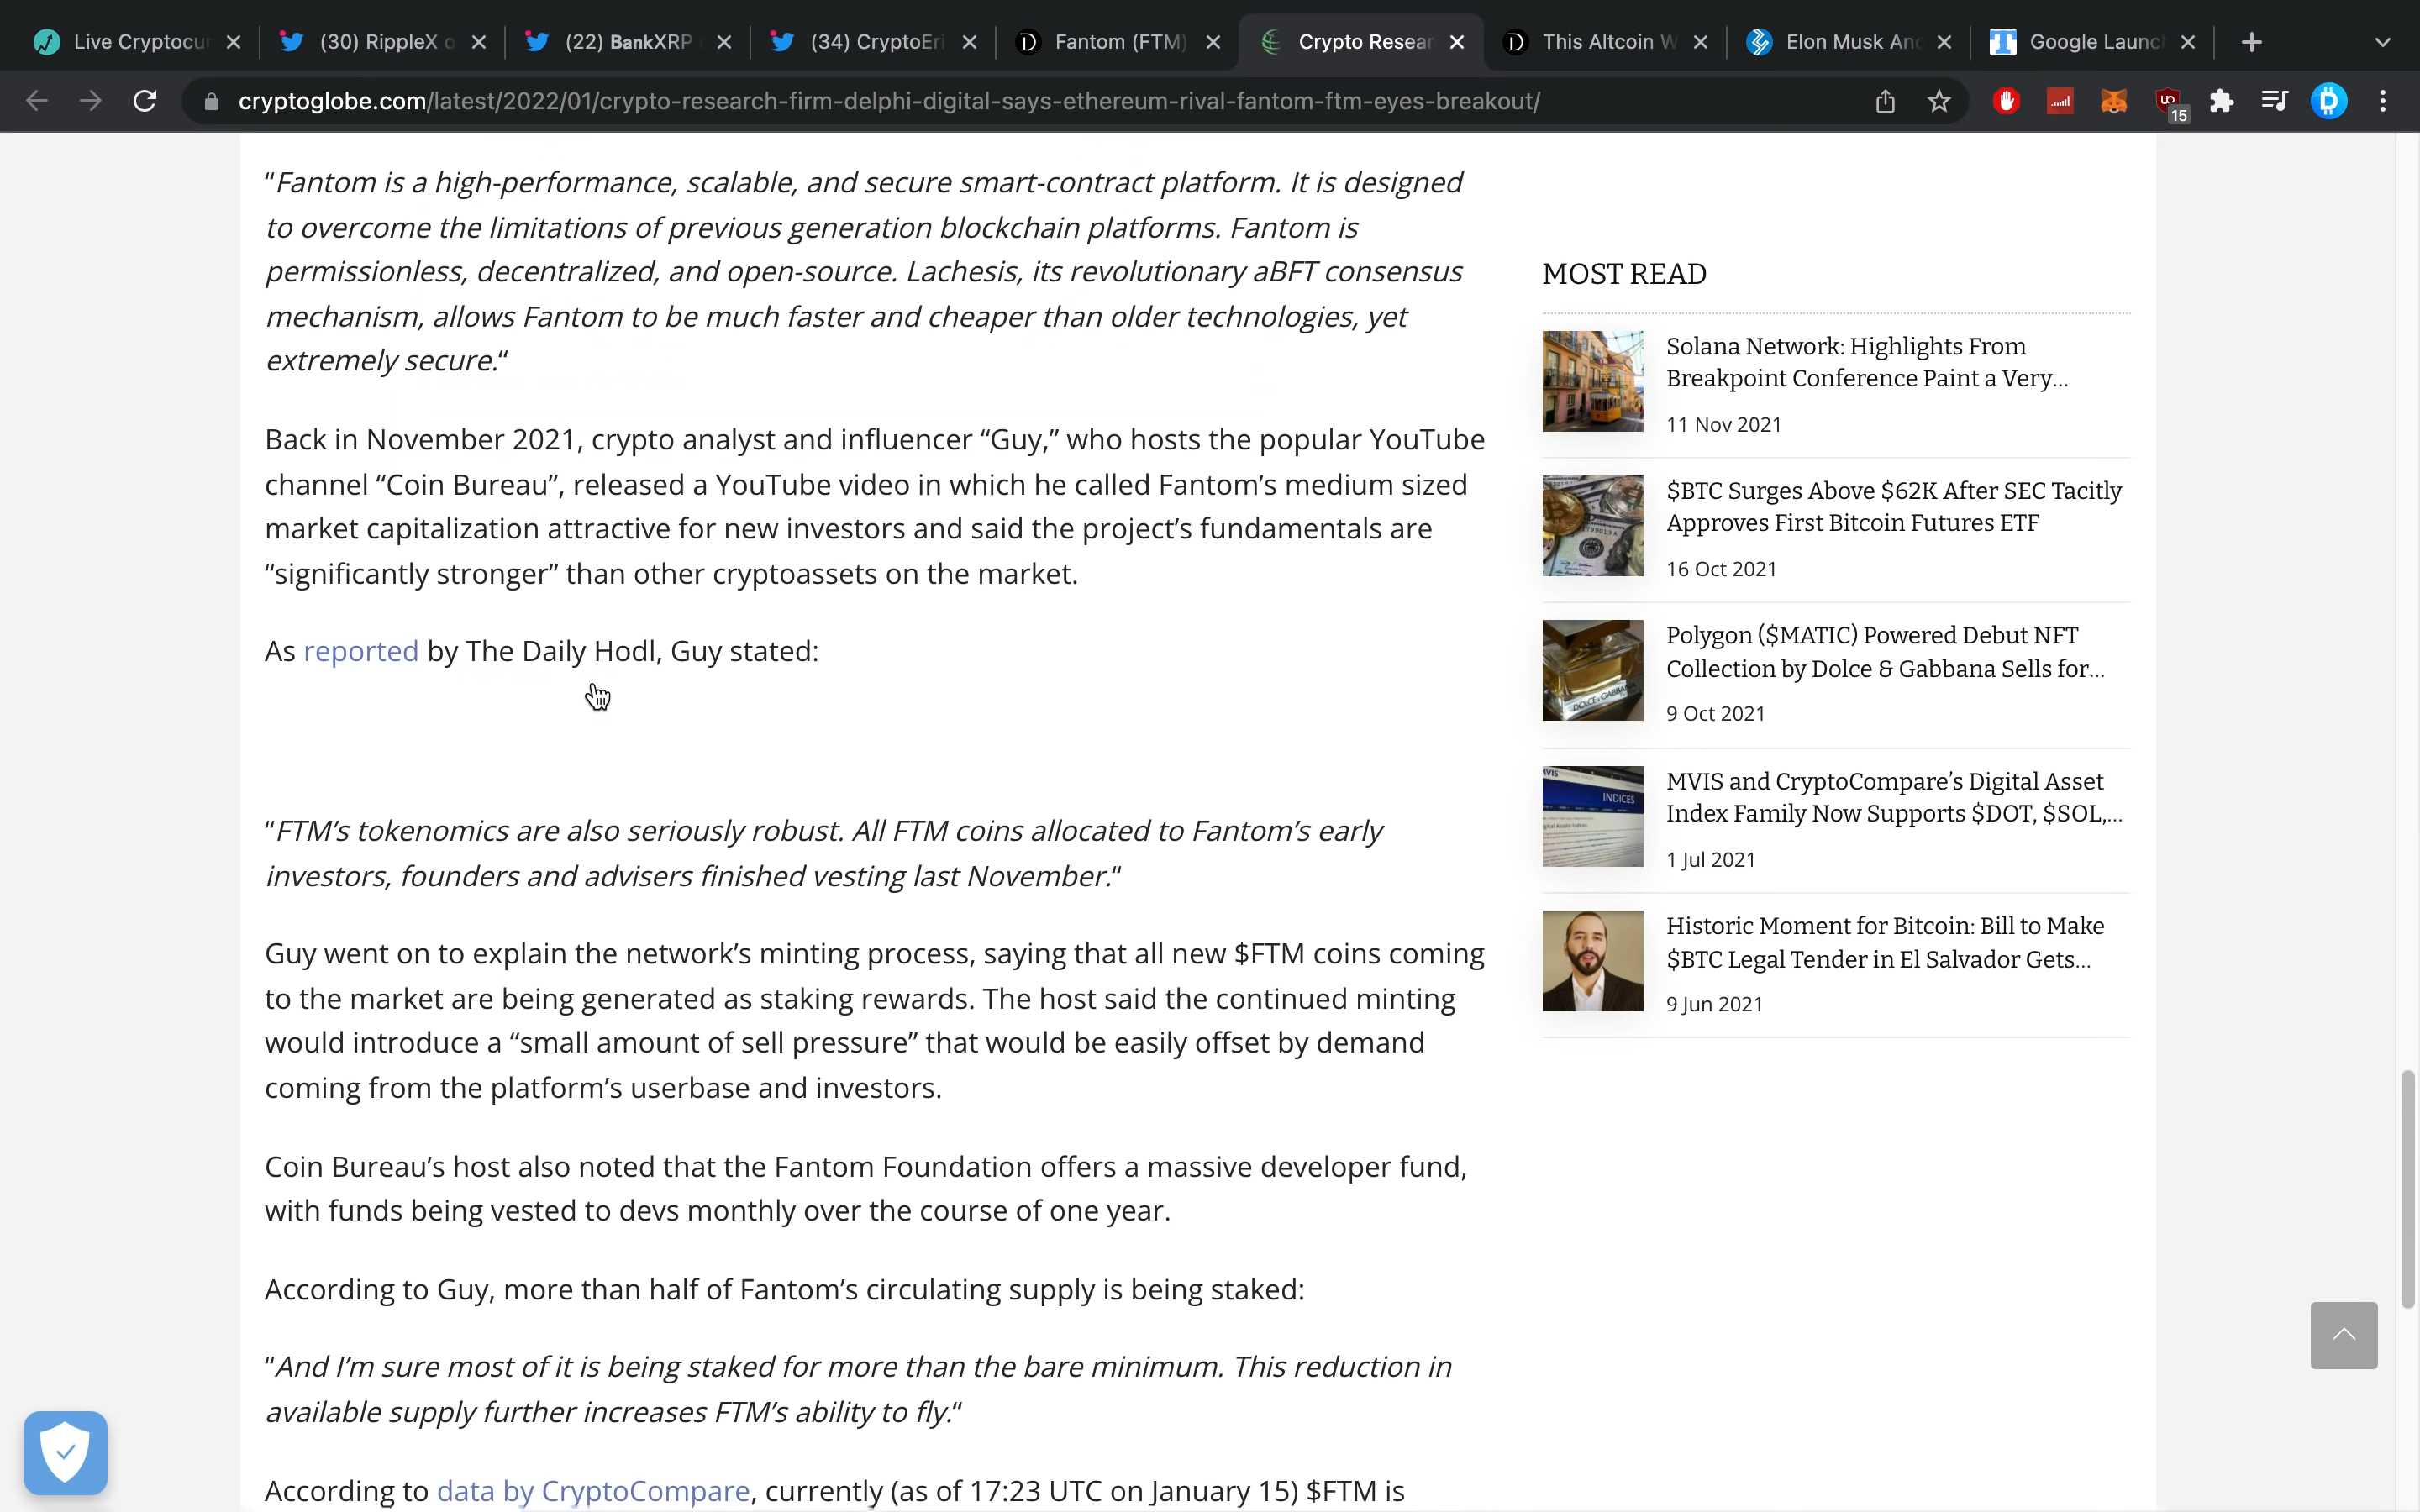 Live Cryptocur
(30) RippleX o
(22) BankXRP
(34) CryptoEri
Fantom (FTM)
Crypto Resear
This Altcoin W
Elon Musk And
Google Launc
cryptoglobe.com/latest/2022/01/crypto-research-firm-delphi-digital-says-ethereum-rival-fantom-ftm-eyes-breakout/
15
“Fantom is a high-performance, scalable, and secure smart-contract platform. It is designed
to overcome the limitations of previous generation blockchain platforms. Fantom is
permissionless, decentralized, and open-source. Lachesis, its revolutionary aBFT consensus
mechanism, allows Fantom to be much faster and cheaper than older technologies, yet
extremely secure.“
Back in November 2021, crypto analyst and influencer “Guy,” who hosts the popular YouTube
channel “Coin Bureau”, released a YouTube video in which he called Fantom’s medium sized
market capitalization attractive for new investors and said the project’s fundamentals are
“significantly stronger” than other cryptoassets on the market.
As reported by The Daily Hodl, Guy stated:
“FTM’s tokenomics are also seriously robust. All FTM coins allocated to Fantom’s early
investors, founders and advisers finished vesting last November.“
Guy went on to explain the network’s minting process, saying that all new $FTM coins coming
to the market are being generated as staking rewards. The host said the continued minting
would introduce a “small amount of sell pressure” that would be easily offset by demand
coming from the platform’s userbase and investors.
Coin Bureau’s host also noted that the Fantom Foundation offers a massive developer fund,
with funds being vested to devs monthly over the course of one year.
According to Guy, more than half of Fantom’s circulating supply is being staked:
“And I’m sure most of it is being staked for more than the bare minimum. This reduction in
available supply further increases FTM’s ability to fly.“
According to data by CryptoCompare, currently (as of 17:23 UTC on January 15) $FTM is
MOST READ
Solana Network: Highlights From
Breakpoint Conference Paint a Very...
11 Nov 2021
$BTC Surges Above $62K After SEC Tacitly
Approves First Bitcoin Futures ETF
16 Oct 2021
Polygon ($MATIC) Powered Debut NFT
Collection by Dolce & Gabbana Sells for...
9 Oct 2021
INDICES
MVIS and CryptoCompare’s Digital Asset
Index Family Now Supports $DOT, $SOL,...
1 Jul 2021
Historic Moment for Bitcoin: Bill to Make
$BTC Legal Tender in El Salvador Gets...
9 Jun 2021